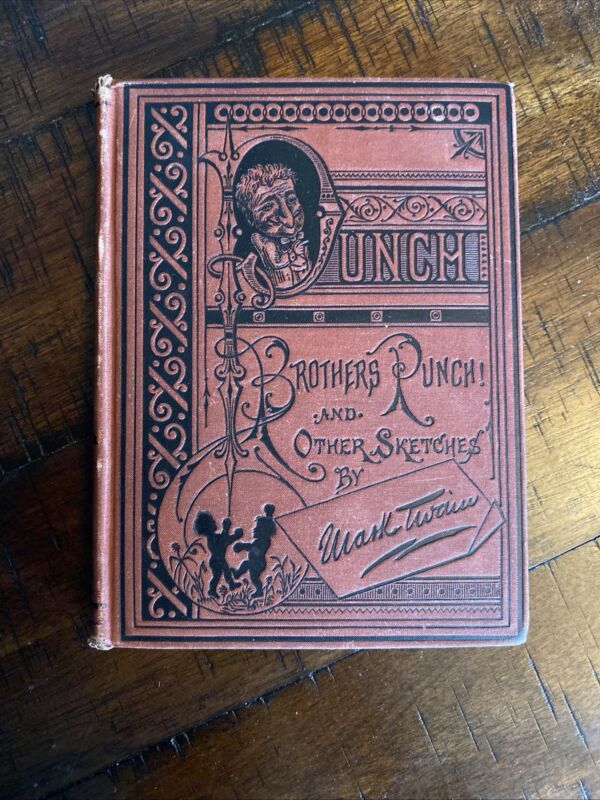 PUNCH
BROTHERS PUNCH!
AND
OTHER SKETCHES
BY
Mark Twain